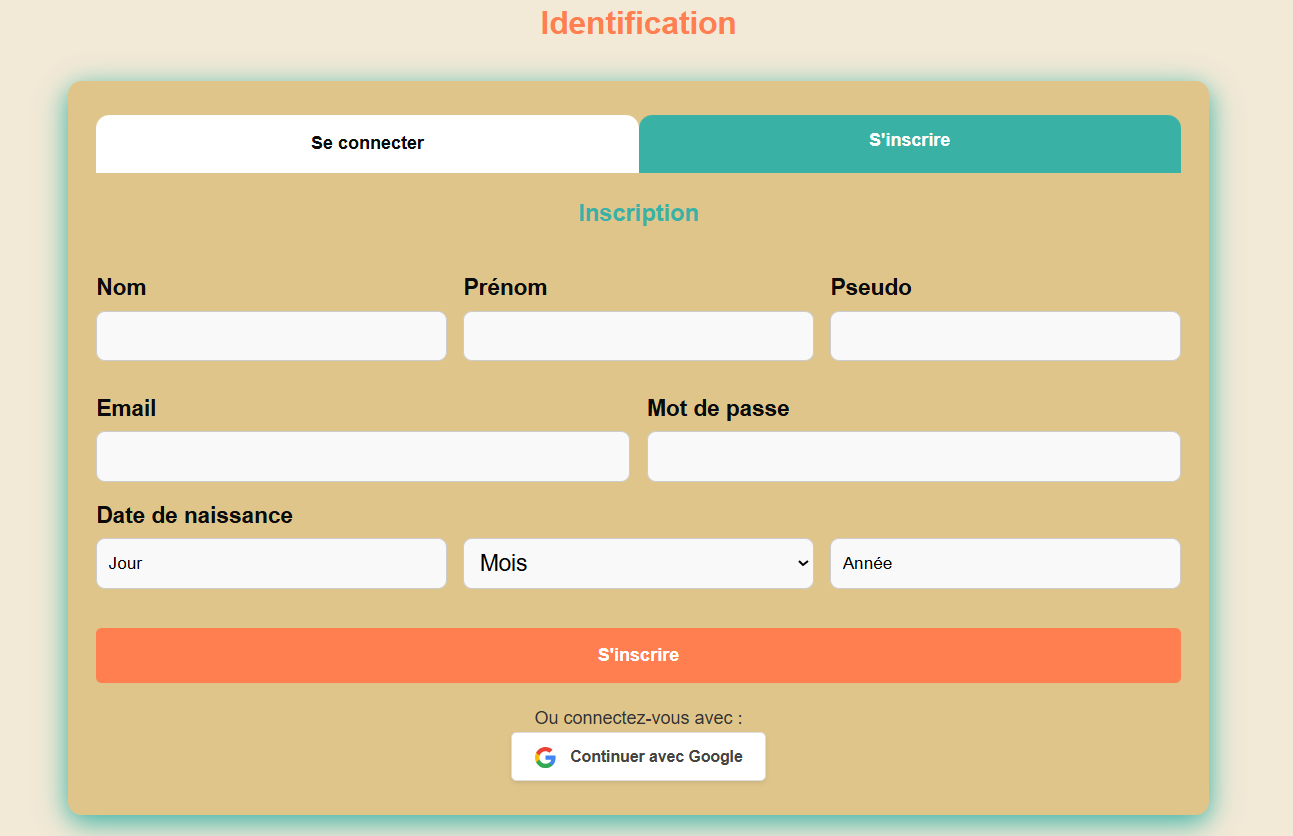 Identification
Se connecter
S'inscrire
Inscription
Nom
Prénom
Pseudo
Email
Mot de passe
Date de naissance
Jour
Mois
Année
S'inscrire
Ou connectez-vous avec :
Continuer avec Google